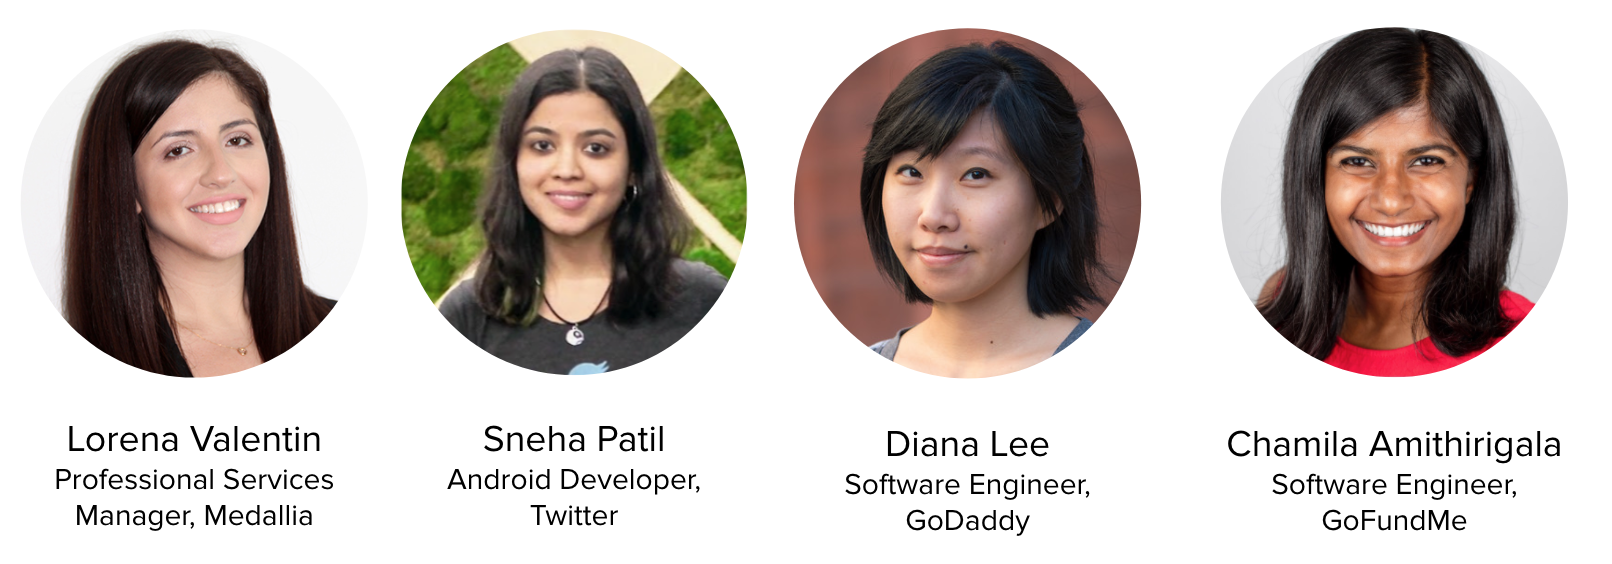 Lorena Valentin
Professional Services
Manager, Medallia
Sneha Patil
Android Developer,
Twitter
Diana Lee
Software Engineer,
GoDaddy
Chamila Amithirigala
Software Engineer,
GoFundMe